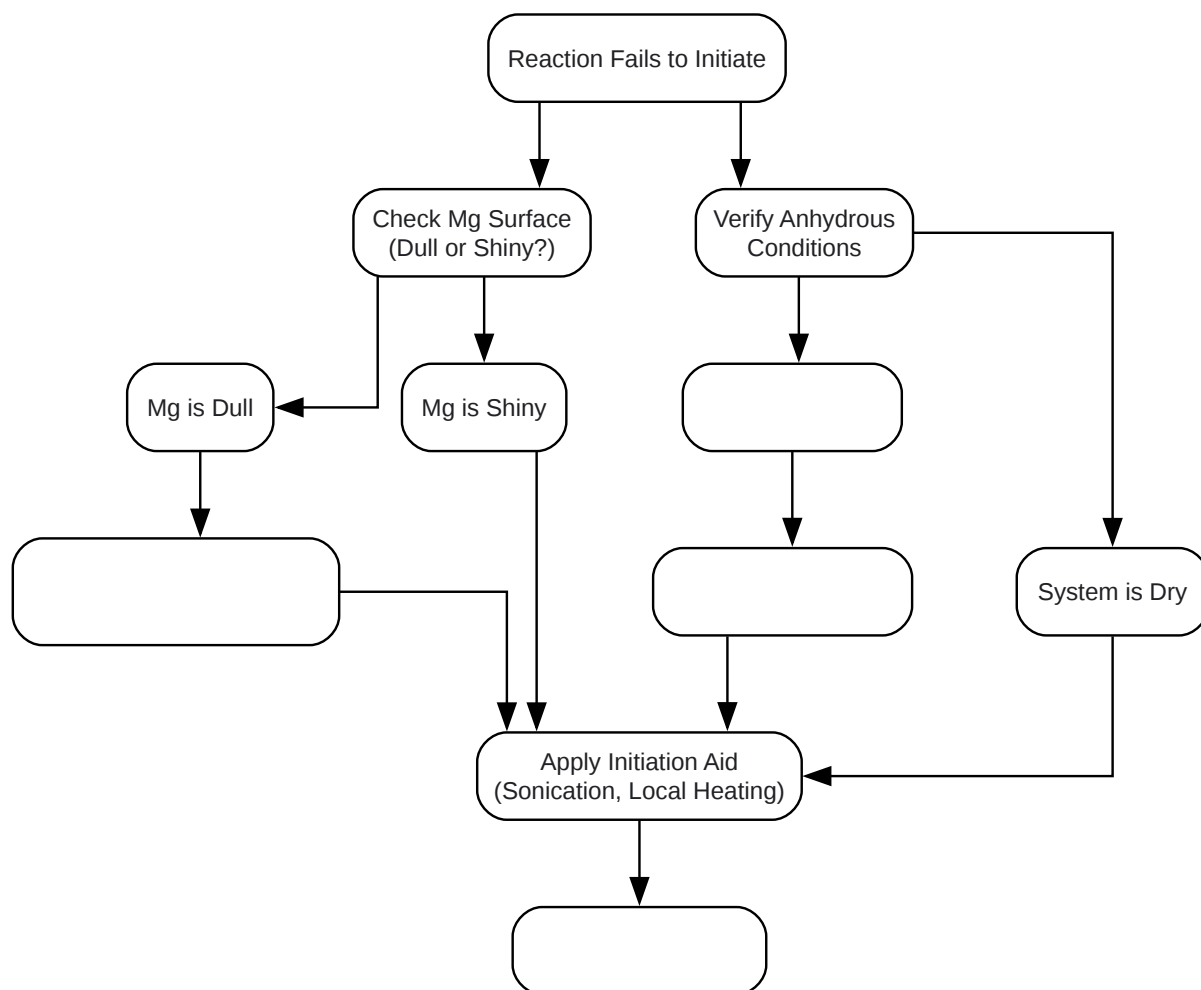 Reaction Fails to Initiate
Check Mg Surface
(Dull or Shiny?)
Verify Anhydrous
Conditions
Mg is Dull
Mg is Shiny
System is Dry
Apply Initiation Aid
(Sonication, Local Heating)